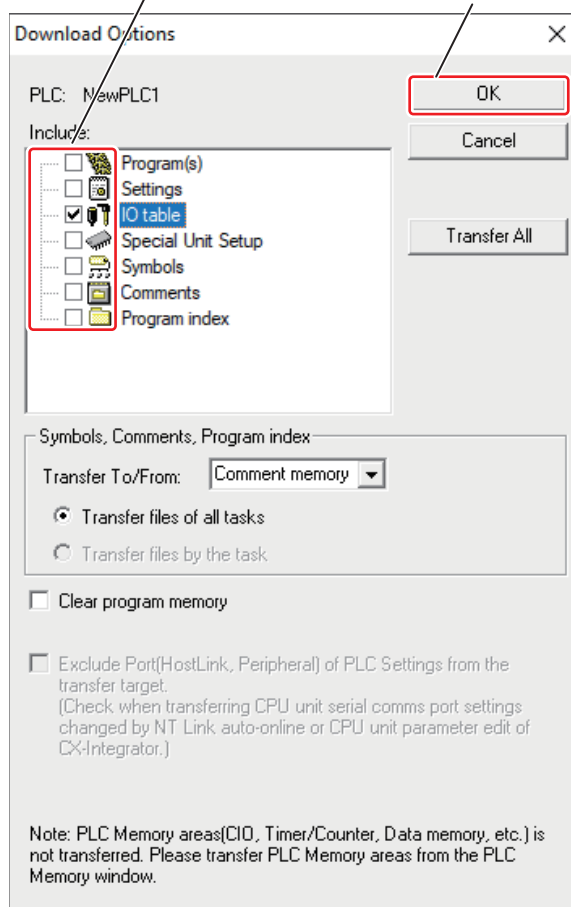 Download Options
PLC: NewPLC1
OK
Include:
Cancel
Program(s)
Settings
IO table
Special Unit Setup
Transfer All
Symbols
Comments
Program index
Symbols, Comments, Program index
Transfer To/From: Comment memory
Transfer files of all tasks
Transfer files by the task
Clear program memory
Exclude Port(HostLink, Peripheral) of PLC Settings from the
transfer target.
(Check when transferring CPU unit serial comms port settings
changed by NT Link auto-online or CPU unit parameter edit of
CX-Integrator.)
Note: PLC Memory areas(CIO, Timer/Counter, Data memory, etc.) is
not transferred. Please transfer PLC Memory areas from the PLC
Memory window.